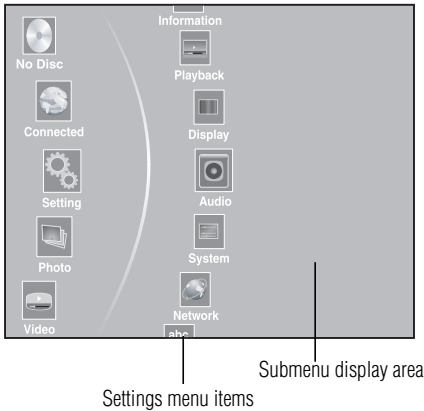 No Disc
Connected
Setting
Photo
Video
Information
Playback
Display
Audio
System
Network
abc
Submenu display area
Settings menu items